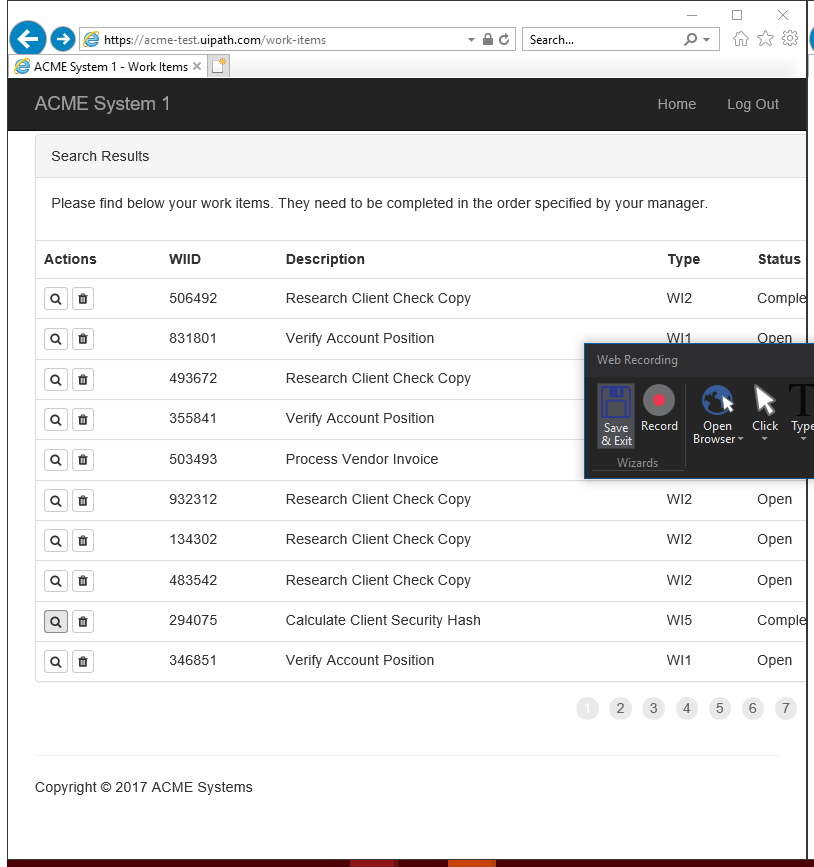 https://acme-test.uipath.com/work-items
Search...
ACME System 1 - Work Items
ACME System 1
Home
Log Out
Search Results
Please find below your work items. They need to be completed in the order specified by your manager.
Actions WIID Description Type Status
506492 Research Client Check Copy WI2 Comple
831801 Verify Account Position WI1 Open
493672 Research Client Check Copy
355841 Verify Account Position
503493 Process Vendor Invoice
932312 Research Client Check Copy WI2 Open
134302 Research Client Check Copy WI2 Open
483542 Research Client Check Copy WI2 Open
294075 Calculate Client Security Hash WI5 Comple
346851 Verify Account Position WI1 Open
Web Recording
Save
& Exit
Record
Open
Browser
Click
Type
Wizards
1 2 3 4 5 6 7
Copyright © 2017 ACME Systems